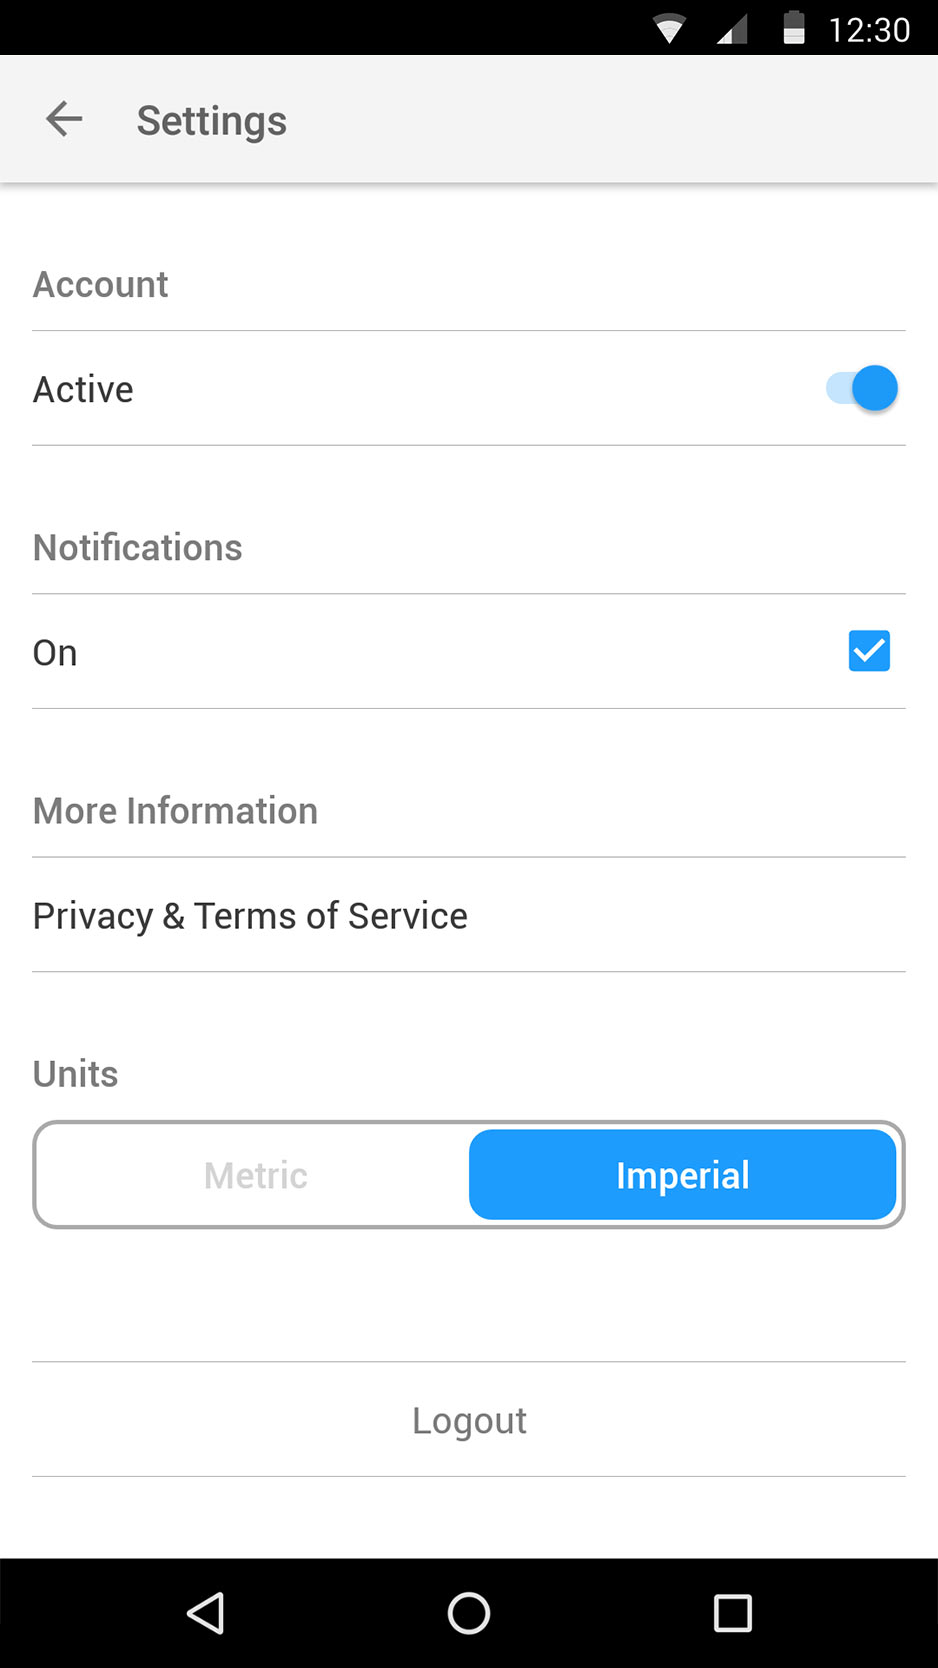 12:30
Settings
Account
Active
Notifications
On
More Information
Privacy & Terms of Service
Units
Metric Imperial
Logout